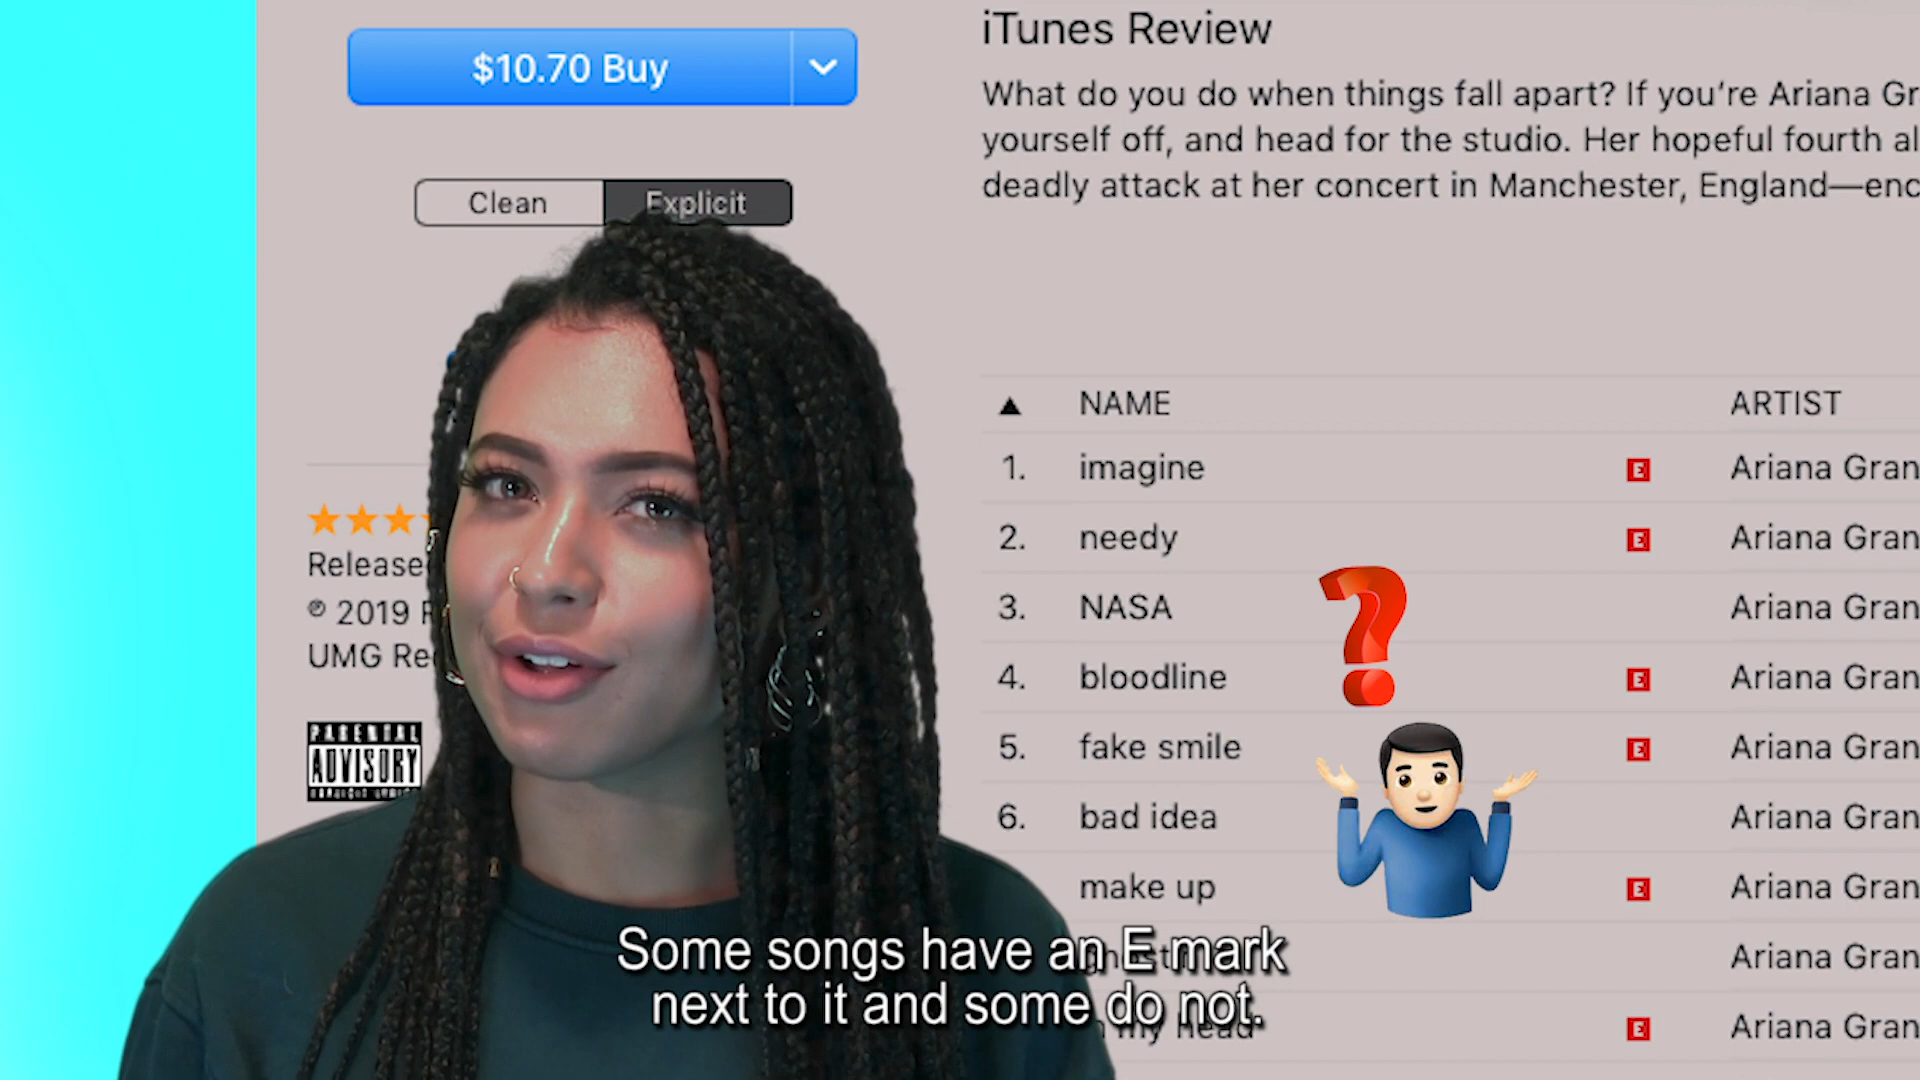 $10.70 Buy
Clean
Explicit
iTunes Review
What do you do when things fall apart? If you're Ariana Gr
yourself off, and head for the studio. Her hopeful fourth al
deadly attack at her concert in Manchester, England—enc
NAME ARTIST
1. imagine E Ariana Gran
2. needy E Ariana Gran
3. NASA Ariana Gran
4. bloodline E Ariana Gran
5. fake smile E Ariana Gran
6. bad idea Ariana Gran
make up E Ariana Gran
Ariana Gran
my head E Ariana Gran
Release
℗ 2019
UMG Re
PARENTAL
ADVISORY
Some songs have an E mark
next to it and some do not.